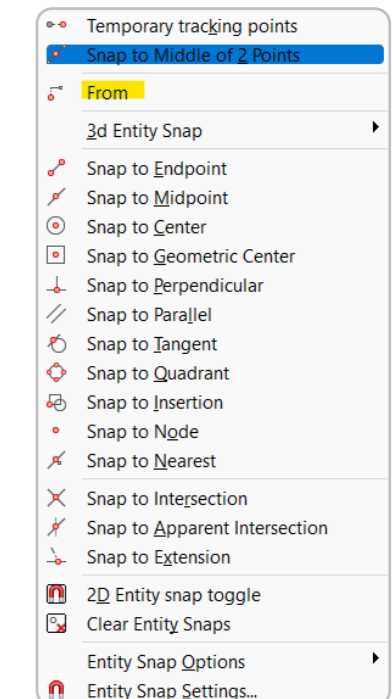 Temporary tracking points
Snap to Middle of 2 Points
From
3d Entity Snap
Snap to Endpoint
Snap to Midpoint
Snap to Center
Snap to Geometric Center
Snap to Perpendicular
Snap to Parallel
Snap to Tangent
Snap to Quadrant
Snap to Insertion
Snap to Node
Snap to Nearest
Snap to Intersection
Snap to Apparent Intersection
Snap to Extension
2D Entity snap toggle
Clear Entity Snaps
Entity Snap Options
Entity Snap Settings...